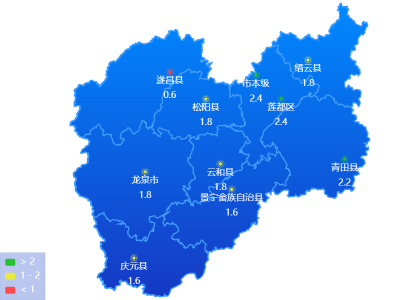 缙云县
1.8
遂昌县
0.6
市本级
2.4
松阳县
1.8
莲都区
2.4
青田县
2.2
云和县
1.8
龙泉市
1.8
景宁畲族自治县
1.6
庆元县
1.6
> 2
1 - 2
< 1